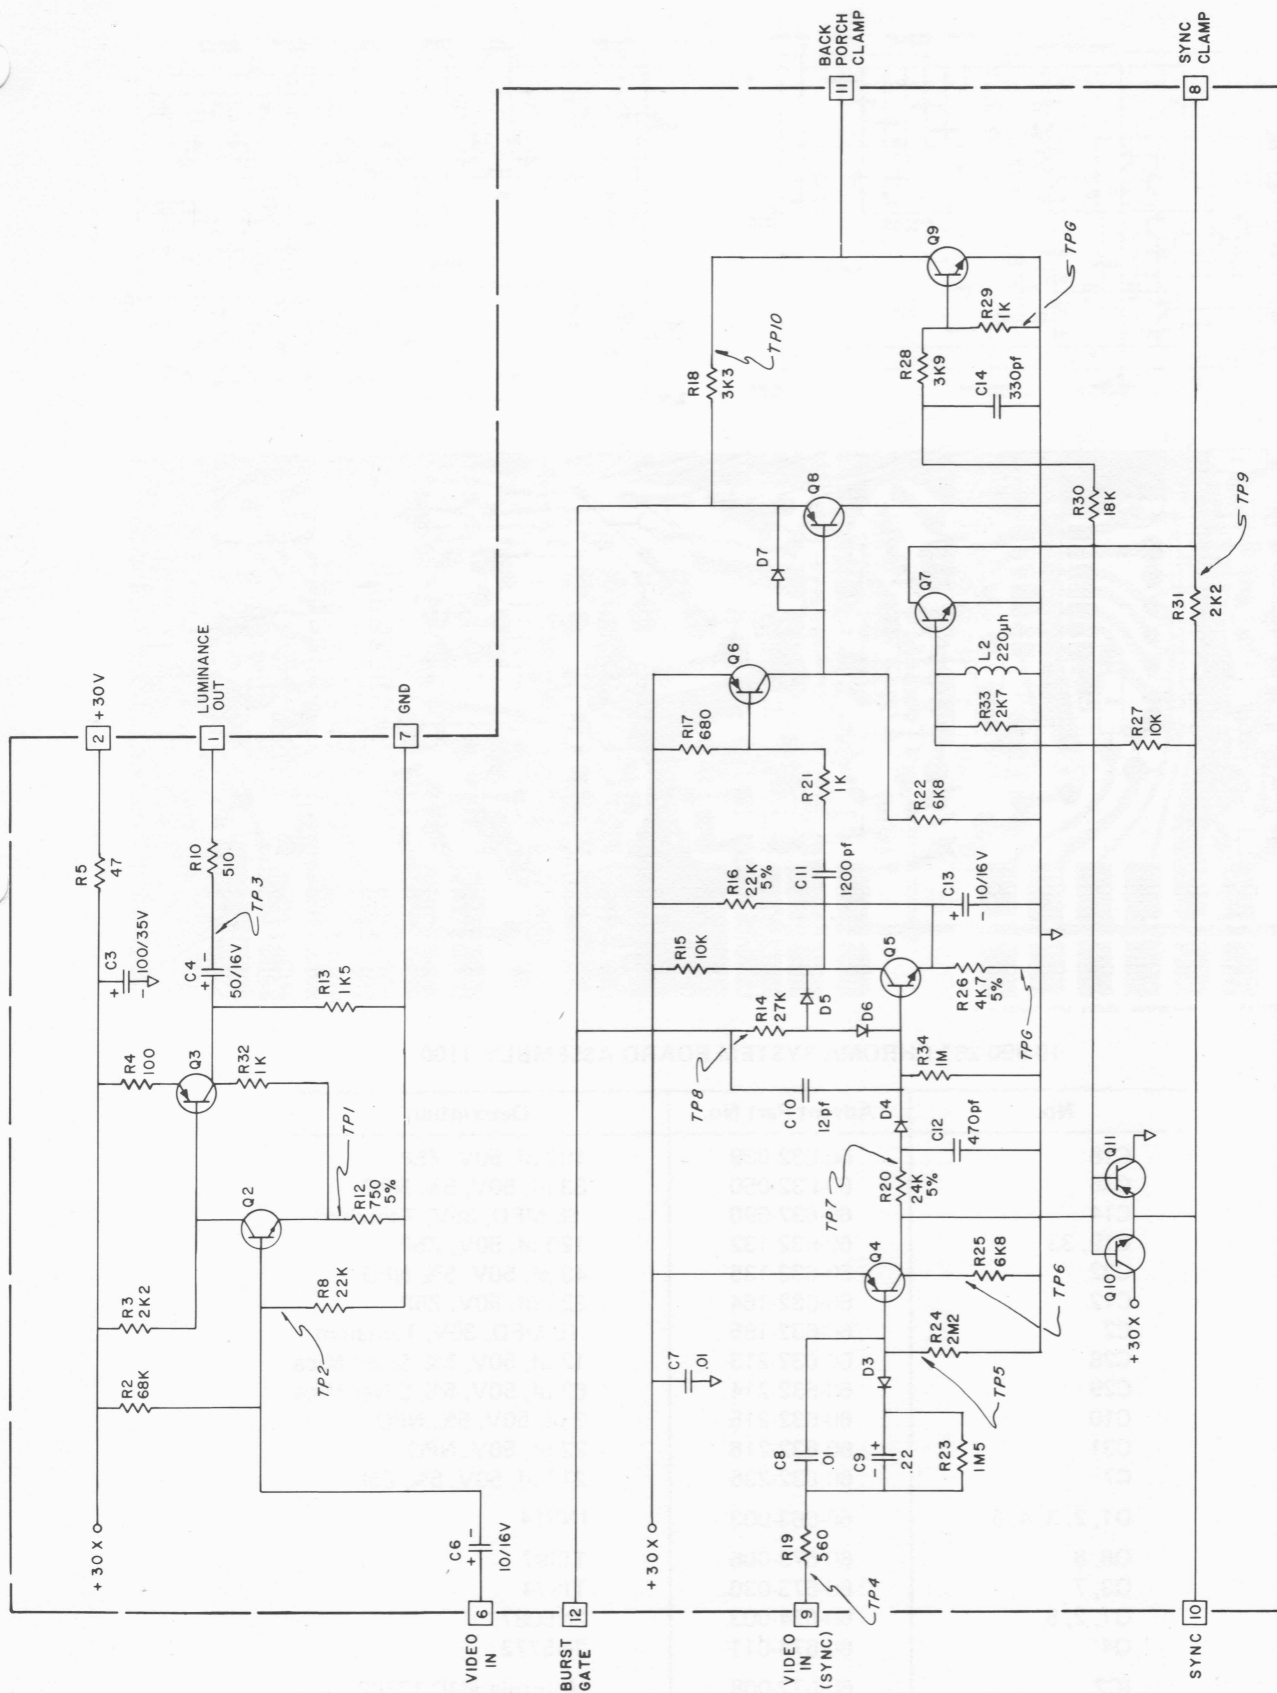 +30X
R2
68K
R3
2K2
R4
100
C3
+
-
100/35V
R5
47
2
+30V
Q3
R32
1K
C4
+ -
50/16V
TP3
R10
510
1
LUMINANCE
OUT
R13
1K5
Q2
TP1
R12
750
5%
R8
22K
TP2
7
GND
C6
+ -
10/16V
6
VIDEO
IN
12
BURST
GATE
+30X
C7
.01
R15
10K
R16
22K
5%
R17
680
Q6
R14
27K
D5
D6
TP8
C10
12pf
C11
1200pf
R21
1K
D7
Q8
R18
3K3
TP10
11
BACK
PORCH
CLAMP
9
VIDEO
IN
(SYNC)
R19
560
TP4
C8
.01
C9
- +
.22
R23
1M5
D3
Q4
TP7
R20
24K
5%
D4
Q5
R34
1M
C12
470pf
R26
4K7
5%
C13
+
-
10/16V
R22
6K8
Q7
R33
2K7
L2
220µh
R28
3K9
C14
330pf
Q9
R29
1K
TPG
R24
2M2
TP5
R25
6K8
TP6
TPG
R30
18K
Q10
Q11
+30X
R27
10K
R31
2K2
TP9
10
SYNC
8
SYNC
CLAMP